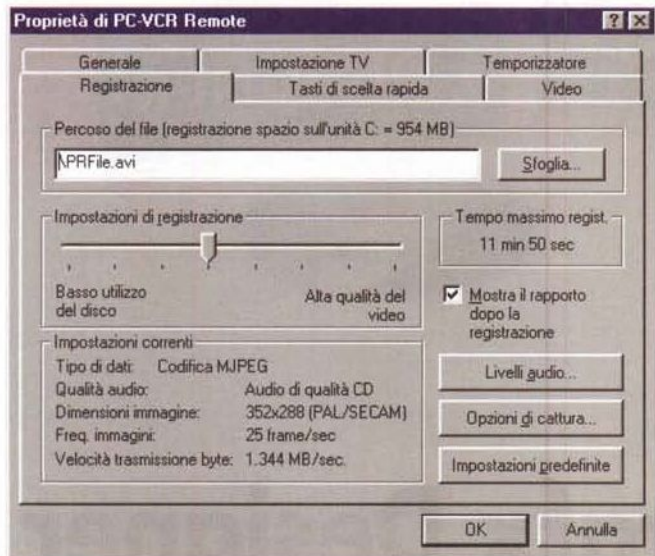 Proprietà di PC-VCR Remote
Generale
Impostazione TV
Temporizzatore
Registrazione
Tasti di scelta rapida
Video
Percoso del file (registrazione spazio sull'unità C: = 954 MB)
\PRFile.avi
Sfoglia...
Impostazioni di registrazione
Basso utilizzo
del disco
Alta qualità del
video
Tempo massimo regist.
11 min 50 sec
Mostra il rapporto
dopo la
registrazione
Impostazioni correnti
Tipo di dati: Codifica MJPEG
Qualità audio: Audio di qualità CD
Dimensioni immagine: 352x288 (PAL/SECAM)
Freq. immagini: 25 frame/sec
Velocità trasmissione byte: 1.344 MB/sec.
Livelli audio...
Opzioni di cattura...
Impostazioni predefinite
OK
Annulla